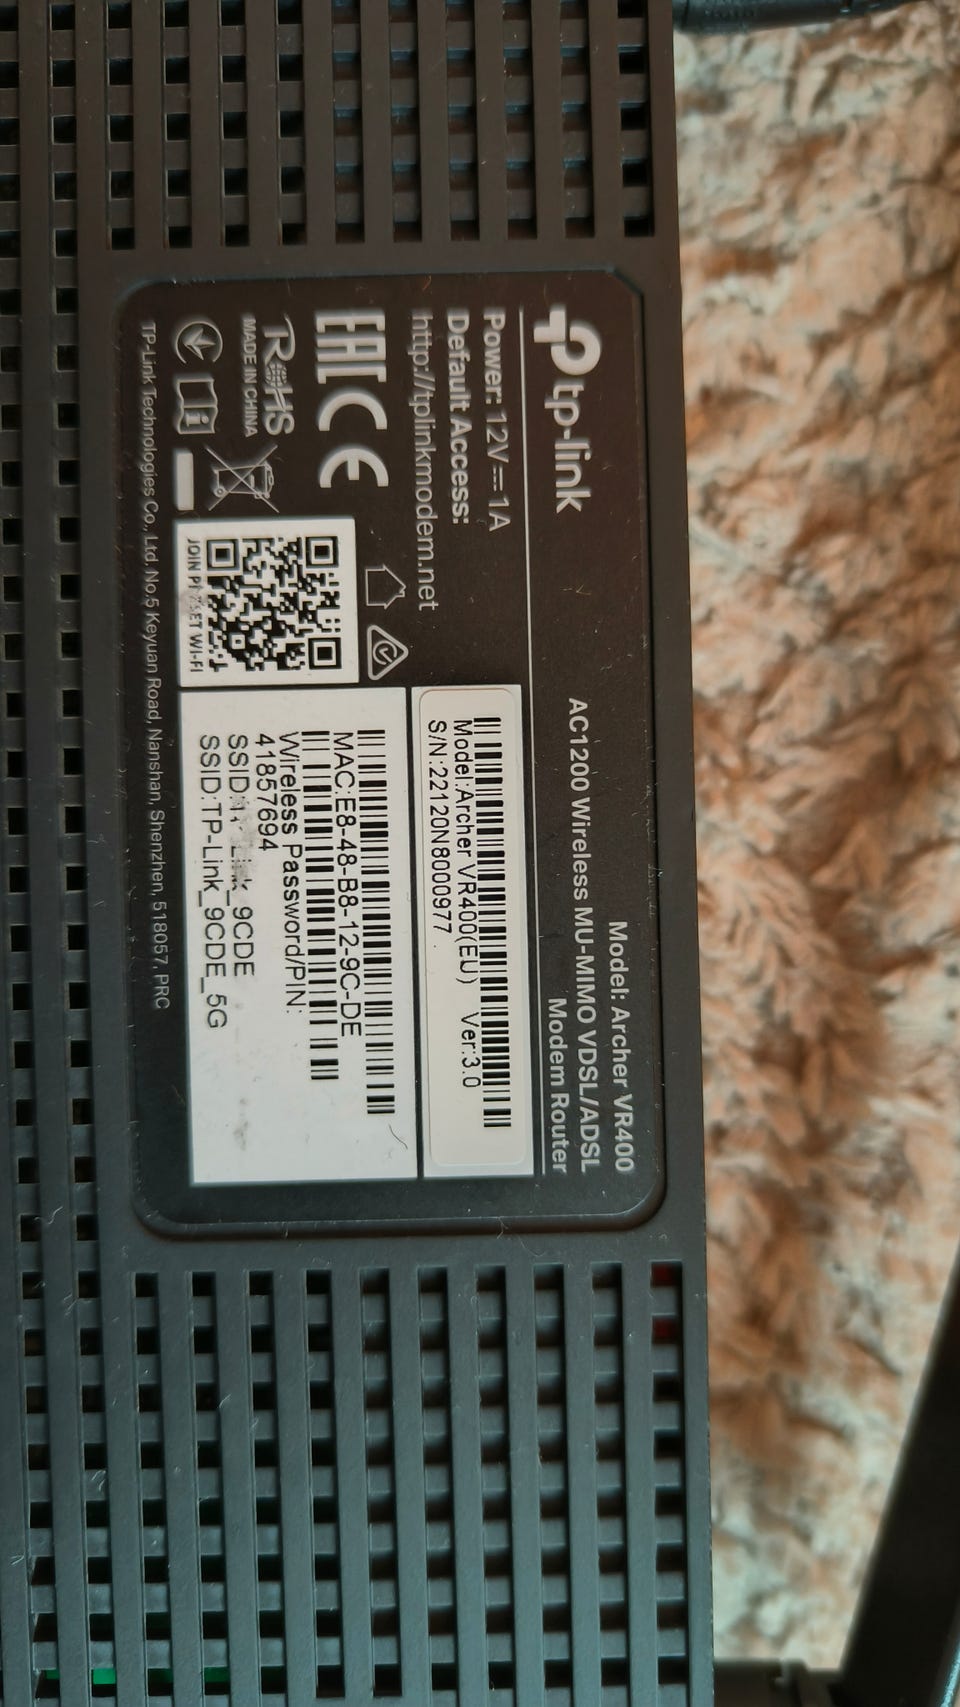 tp-link
Model: Archer VR400
AC1200 Wireless MU-MIMO VDSL/ADSL
Modem Router
Power: 12V⎓1A
Default Access:
http://tplinkmodem.net
Model:Archer VR400(EU) Ver:3.0
S/N:22120N8000977
EAC CE
RoHS
MADE IN CHINA
JOIN WI-FI
MAC:E8-48-B8-12-9C-DE
Wireless Password/PIN:
41857694
SSID: _9CDE
SSID:TP-Link_9CDE_5G
TP-Link Technologies Co., Ltd. No.5 Keyuan Road, Nanshan, Shenzhen, 518057, PRC